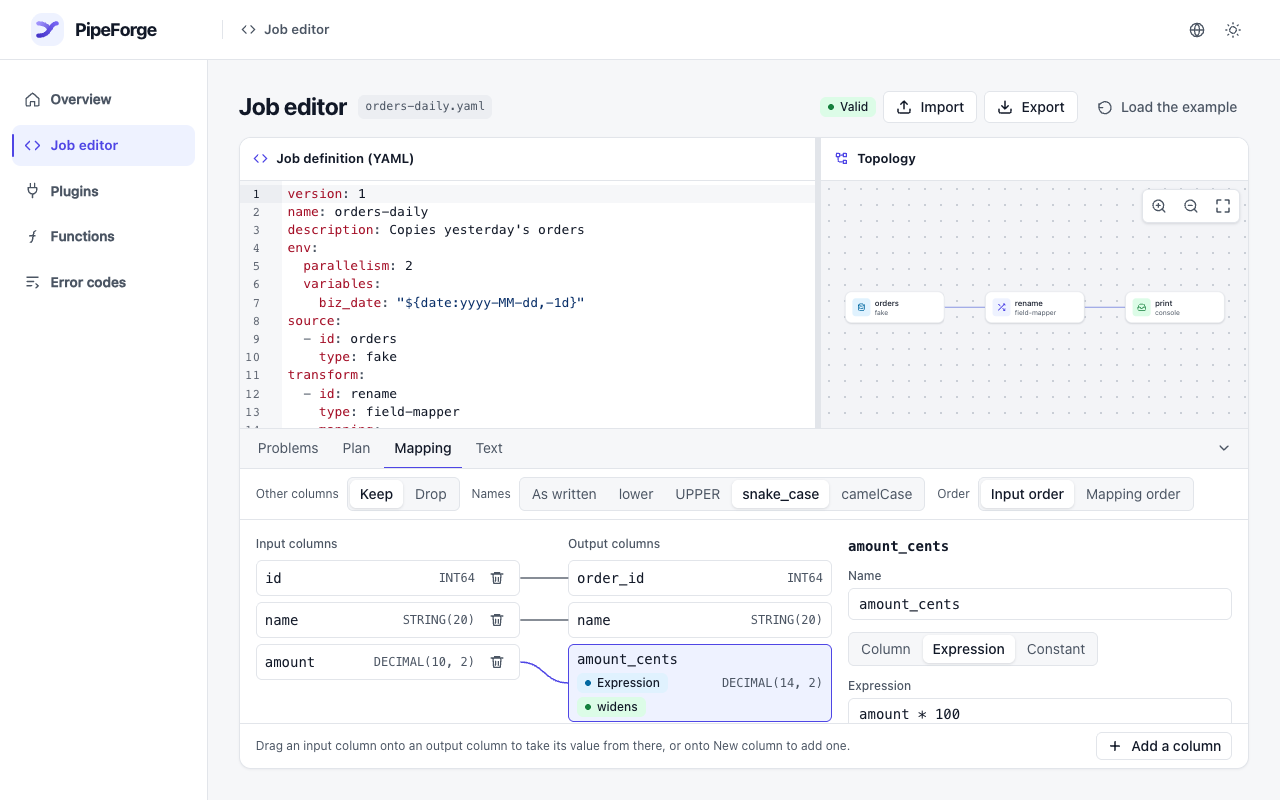 PipeForge
Job editor
Overview
Job editor
Plugins
Functions
Error codes
Job editor
orders-daily.yaml
Valid
Import
Export
Load the example
Job definition (YAML)
1 version: 1
2 name: orders-daily
3 description: Copies yesterday's orders
4 env:
5 parallelism: 2
6 variables:
7 biz_date: "${date:yyyy-MM-dd,-1d}"
8 source:
9 - id: orders
10 type: fake
11 transform:
12 - id: rename
13 type: field-mapper
Topology
orders
fake
rename
field-mapper
print
console
Problems Plan Mapping Text
Other columns Keep Drop Names As written lower UPPER snake_case camelCase Order Input order Mapping order
Input columns
id INT64
name STRING(20)
amount DECIMAL(10, 2)
Output columns
order_id INT64
name STRING(20)
amount_cents
Expression DECIMAL(14, 2)
widens
amount_cents
Name
amount_cents
Column Expression Constant
Expression
amount * 100
Drag an input column onto an output column to take its value from there, or onto New column to add one.
Add a column